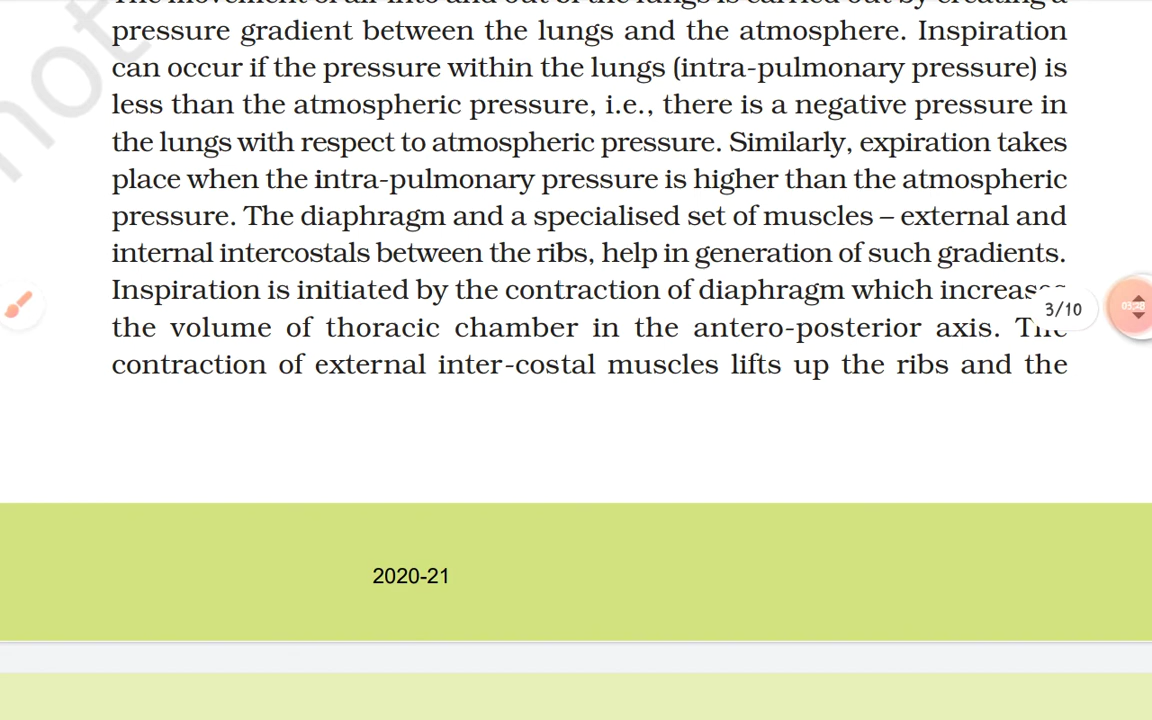 pressure gradient between the lungs and the atmosphere. Inspiration
can occur if the pressure within the lungs (intra-pulmonary pressure) is
less than the atmospheric pressure, i.e., there is a negative pressure in
the lungs with respect to atmospheric pressure. Similarly, expiration takes
place when the intra-pulmonary pressure is higher than the atmospheric
pressure. The diaphragm and a specialised set of muscles – external and
internal intercostals between the ribs, help in generation of such gradients.
Inspiration is initiated by the contraction of diaphragm which increases
3/10
the volume of thoracic chamber in the antero-posterior axis. The
contraction of external inter-costal muscles lifts up the ribs and the
2020-21
not